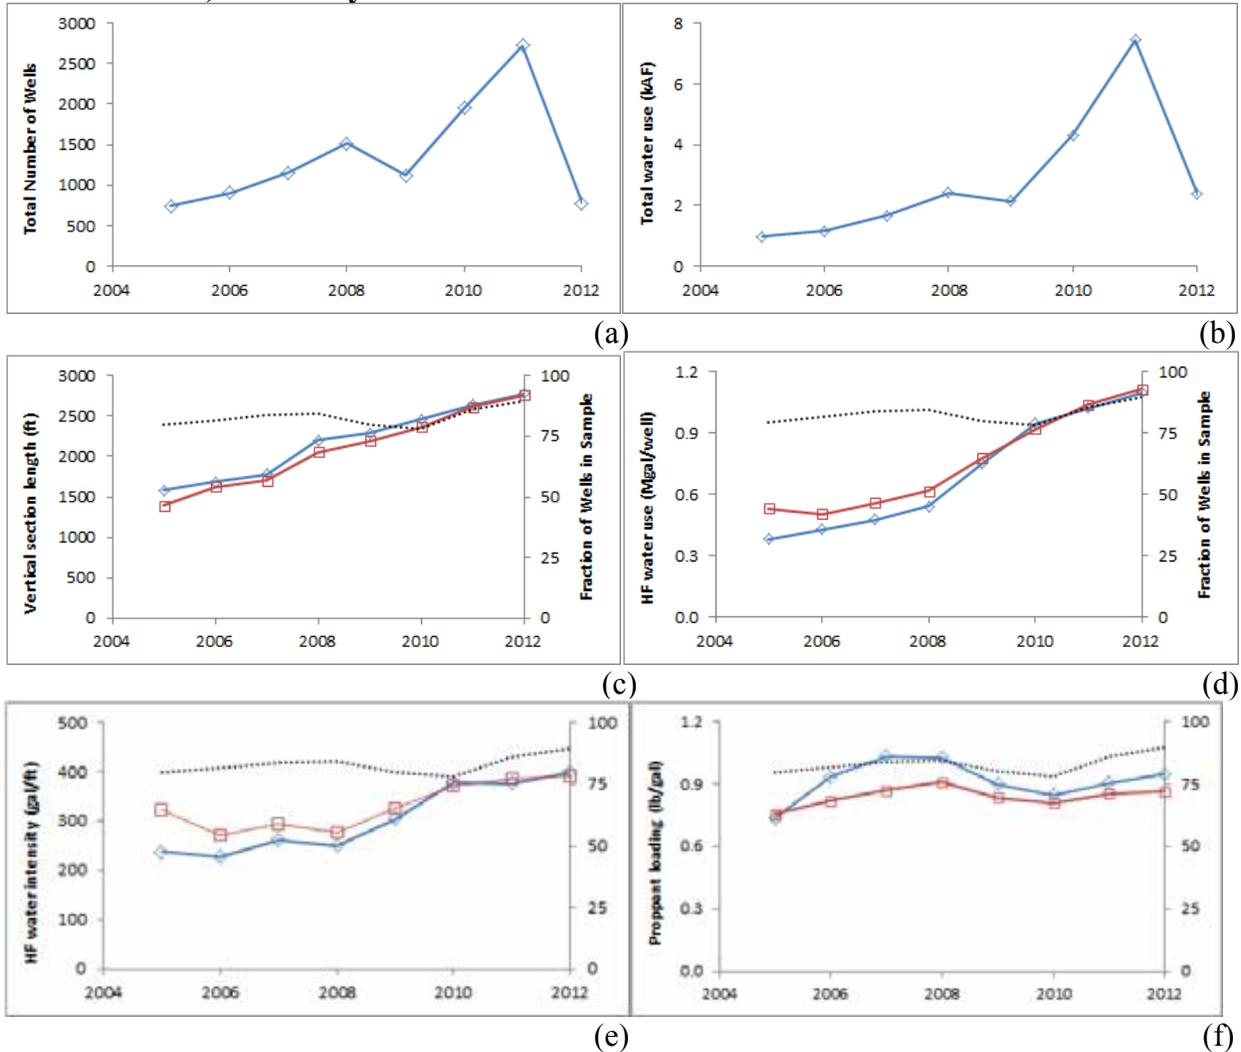 3000
2500
2000
1500
1000
500
0
2004 2006 2008 2010 2012
Total Number of Wells
(a)
8
6
4
2
0
2004 2006 2008 2010 2012
Total water use (kAF)
(b)
3000
2500
2000
1500
1000
500
0
2004 2006 2008 2010 2012
Vertical section length (ft)
100
75
50
25
0
Fraction of Wells in Sample
(c)
1.2
0.9
0.6
0.3
0.0
2004 2006 2008 2010 2012
HF water use (Mgal/well)
100
75
50
25
0
Fraction of Wells in Sample
(d)
500
400
300
200
100
0
2004 2006 2008 2010 2012
HF water intensity (gal/ft)
100
75
50
25
0
(e)
1.2
0.9
0.6
0.3
0.0
2004 2006 2008 2010 2012
Proppant loading (lb/gal)
100
75
50
25
0
(f)